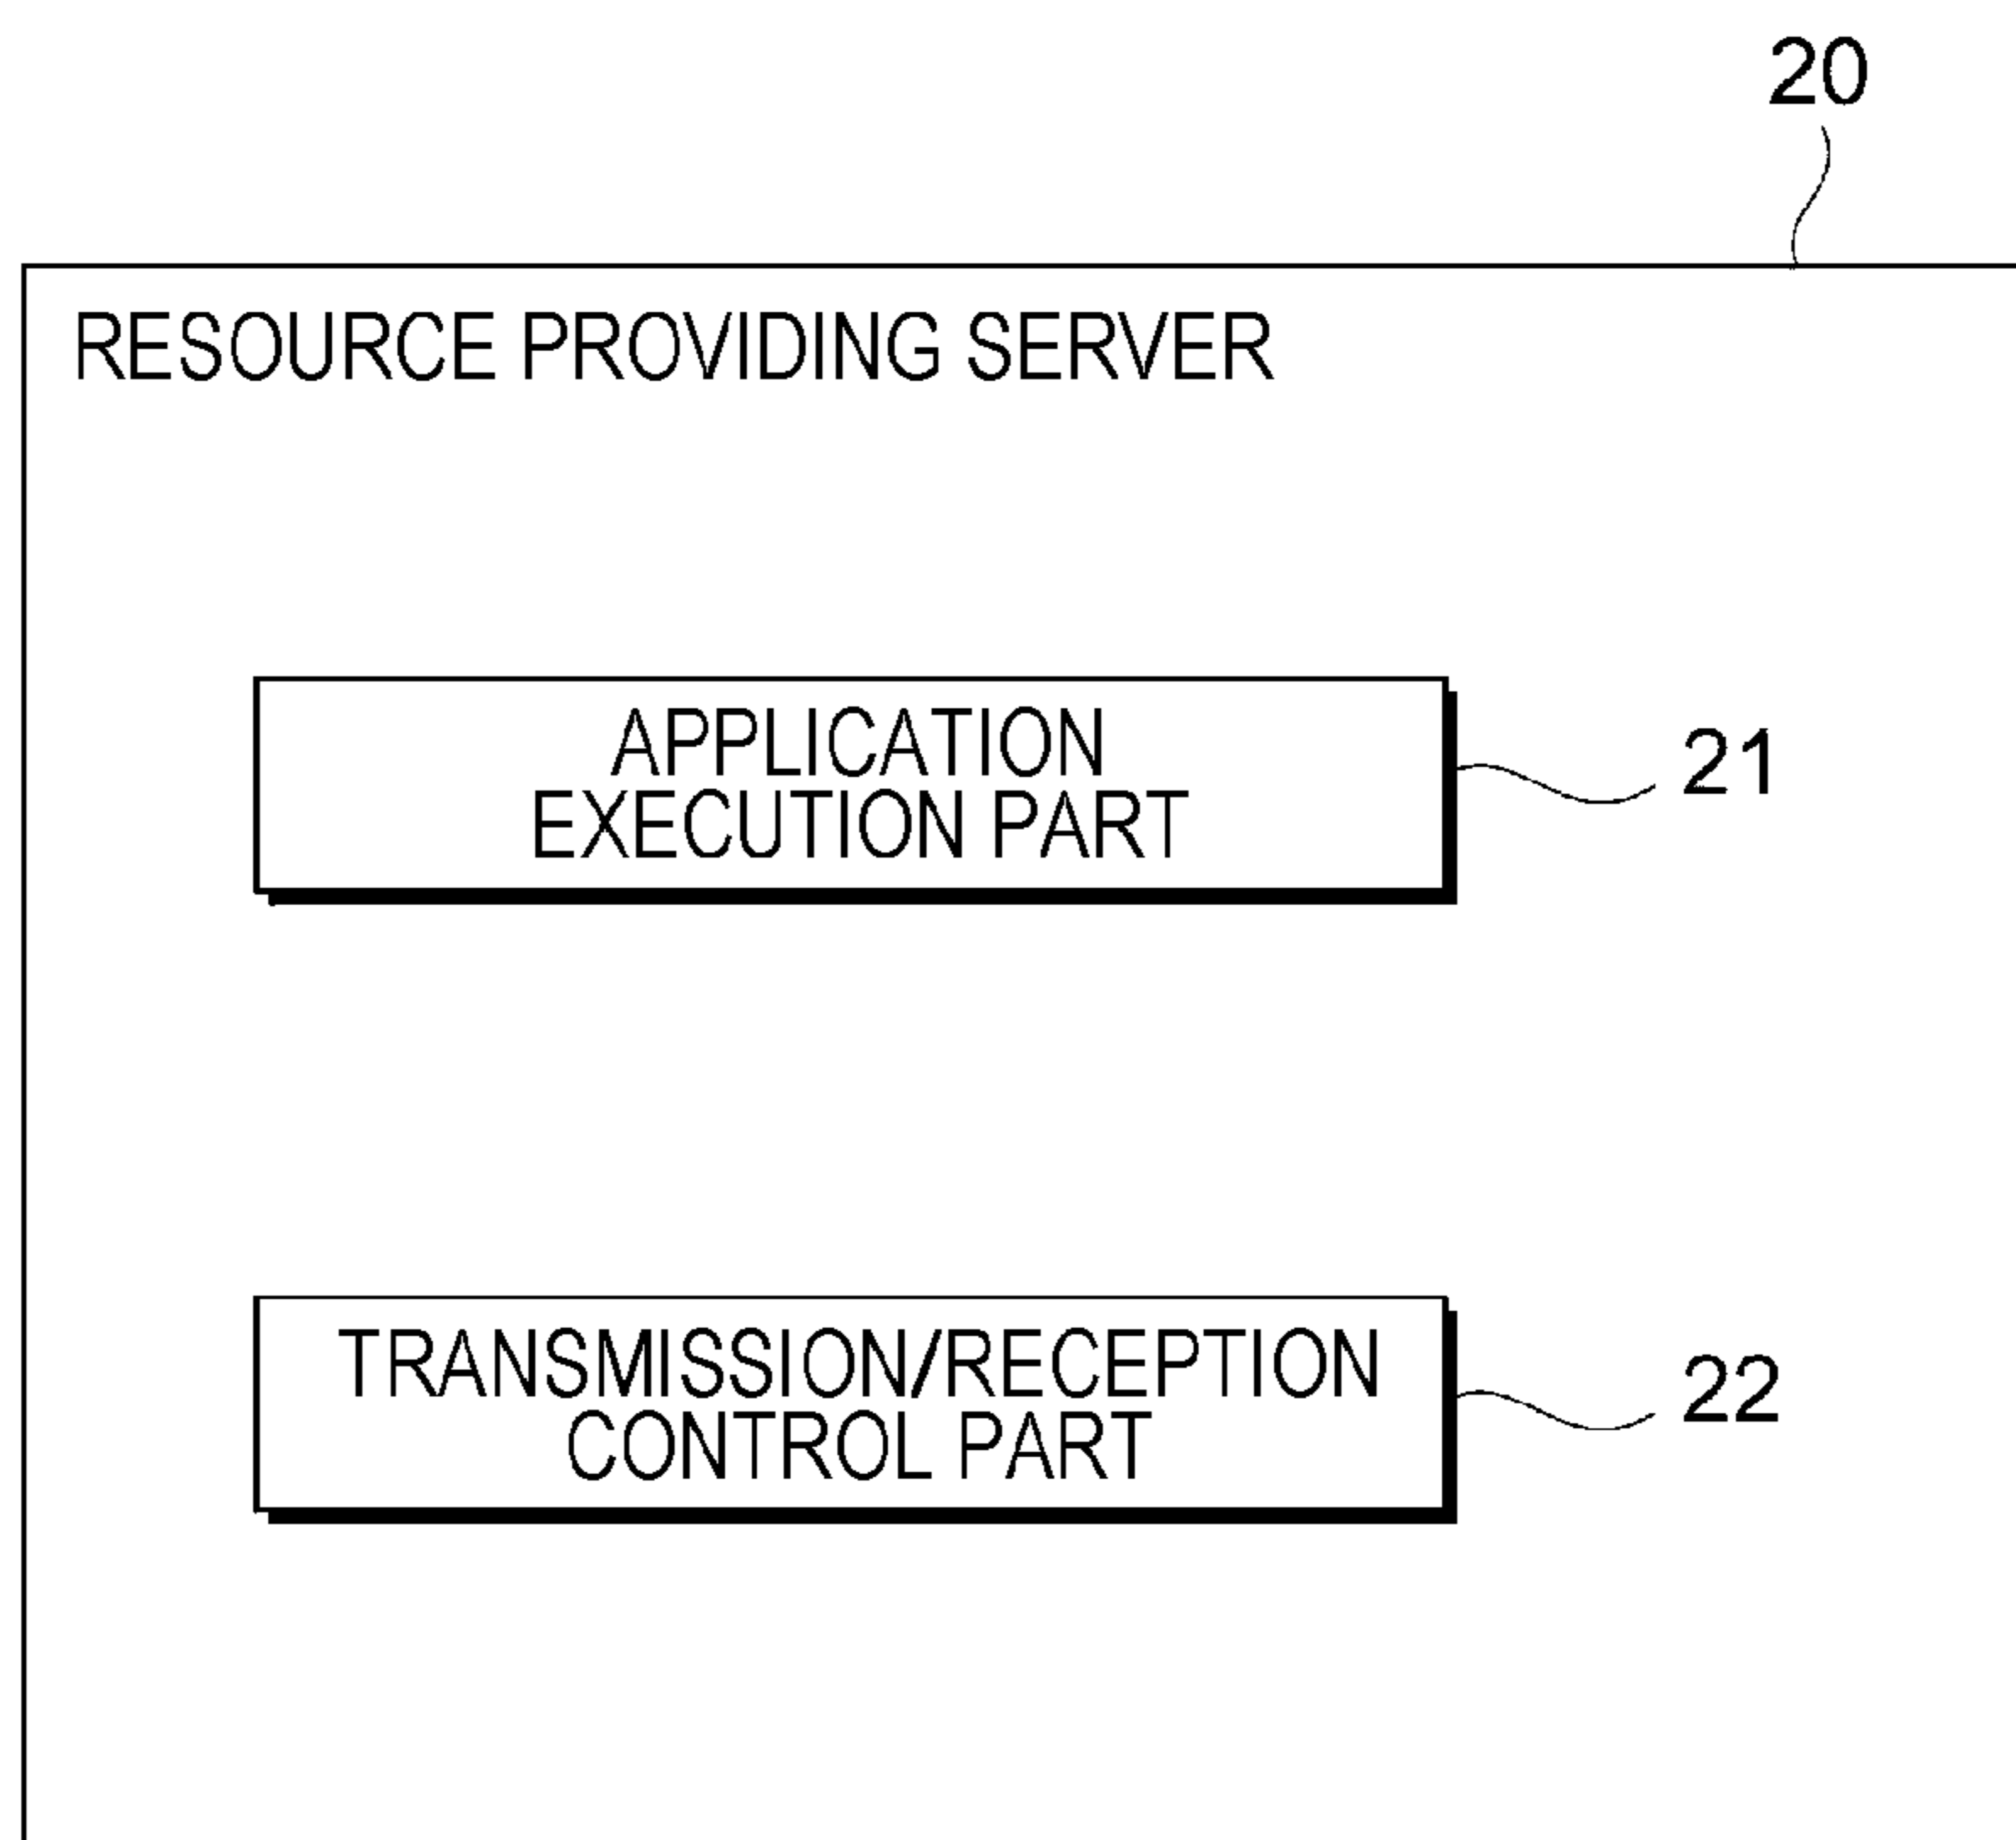 20
RESOURCE PROVIDING SERVER
APPLICATION
EXECUTION PART
21
TRANSMISSION/RECEPTION
CONTROL PART
22